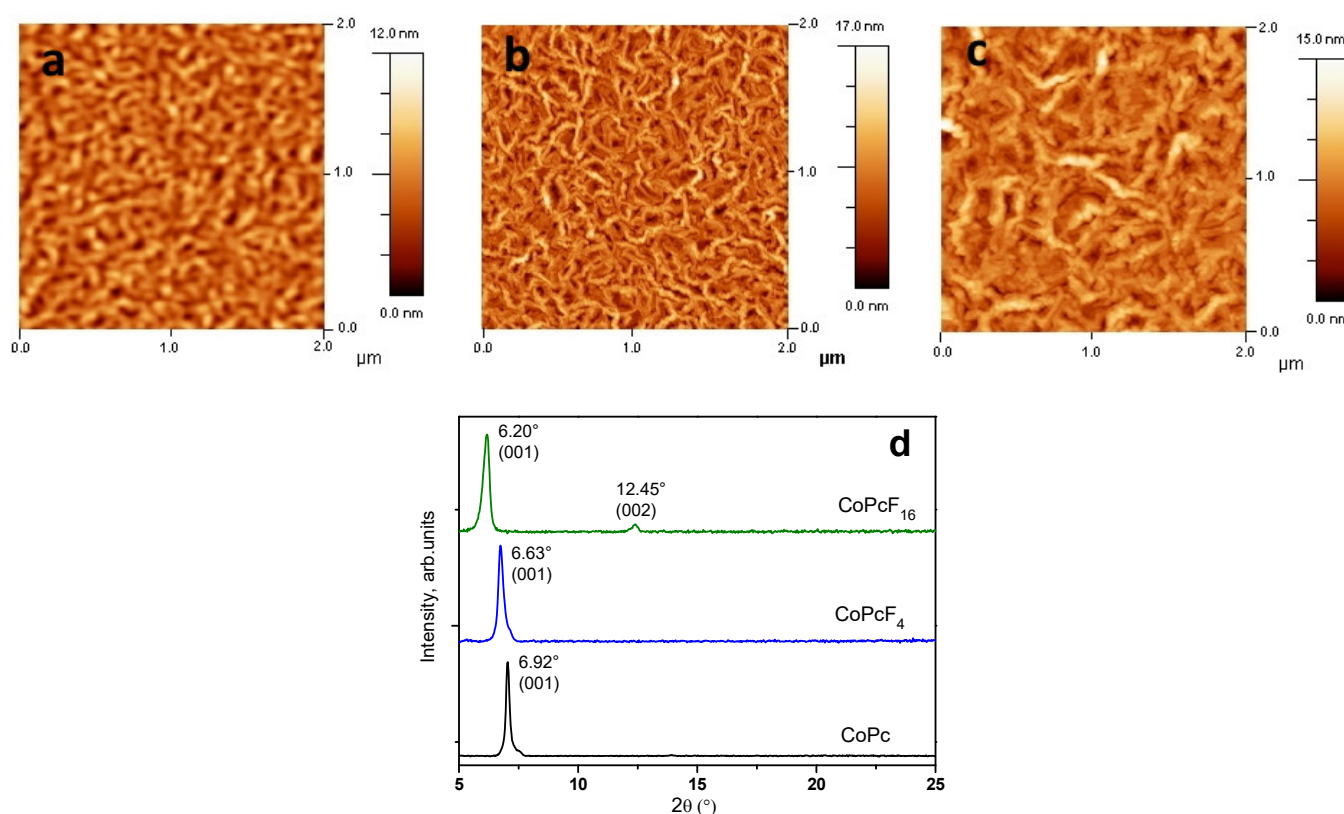 a
12.0 nm
0.0 nm
2.0
1.0
0.0
0.0 1.0 2.0
µm
b
17.0 nm
0.0 nm
2.0
1.0
0.0
0.0 1.0 2.0
µm
c
15.0 nm
0.0 nm
2.0
1.0
0.0
0.0 1.0 2.0
µm
d
6.20°
(001)
12.45°
(002)
CoPcF16
6.63°
(001)
CoPcF4
6.92°
(001)
CoPc
Intensity, arb.units
5 10 15 20 25
2θ (°)